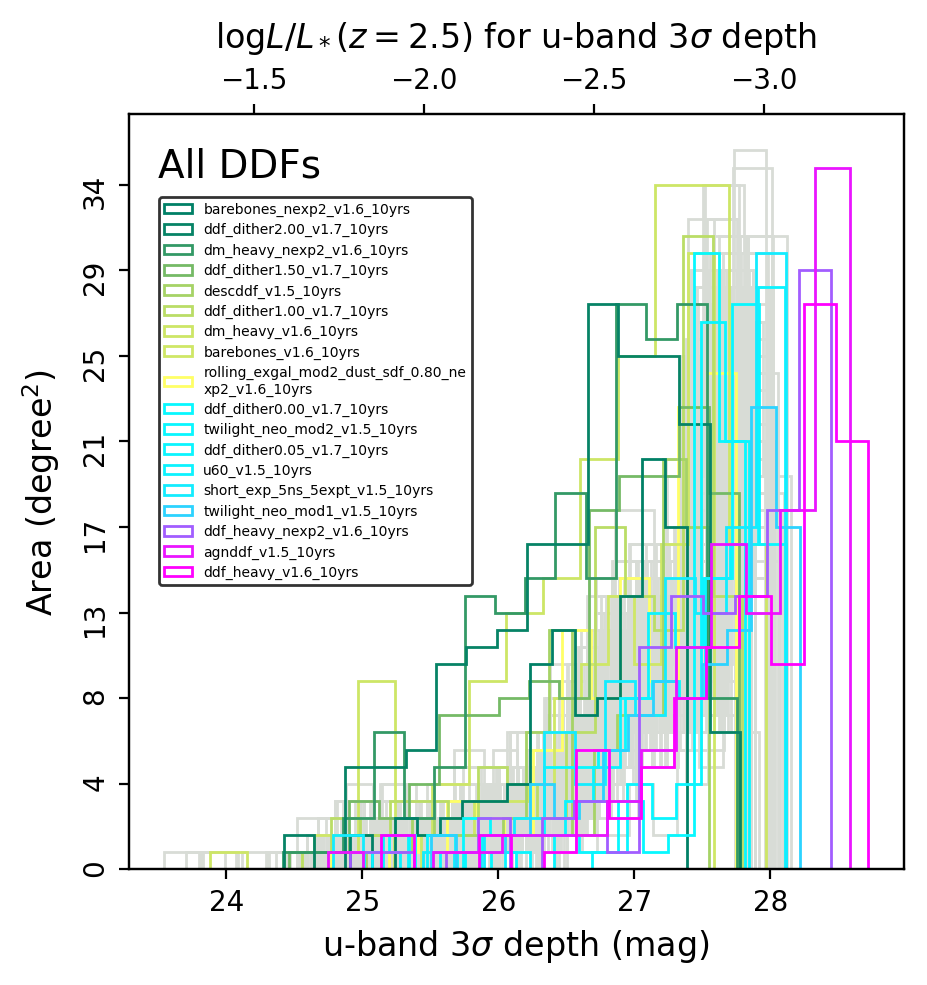 logL/L*(z = 2.5) for u-band 3σ depth
−1.5 −2.0 −2.5 −3.0
All DDFs
barebones_nexp2_v1.6_10yrs
ddf_dither2.00_v1.7_10yrs
dm_heavy_nexp2_v1.6_10yrs
ddf_dither1.50_v1.7_10yrs
descddf_v1.5_10yrs
ddf_dither1.00_v1.7_10yrs
dm_heavy_v1.6_10yrs
barebones_v1.6_10yrs
rolling_exgal_mod2_dust_sdf_0.80_ne
xp2_v1.6_10yrs
ddf_dither0.00_v1.7_10yrs
twilight_neo_mod2_v1.5_10yrs
ddf_dither0.05_v1.7_10yrs
u60_v1.5_10yrs
short_exp_5ns_5expt_v1.5_10yrs
twilight_neo_mod1_v1.5_10yrs
ddf_heavy_nexp2_v1.6_10yrs
agnddf_v1.5_10yrs
ddf_heavy_v1.6_10yrs
Area (degree²)
34
29
25
21
17
13
8
4
0
24 25 26 27 28
u-band 3σ depth (mag)